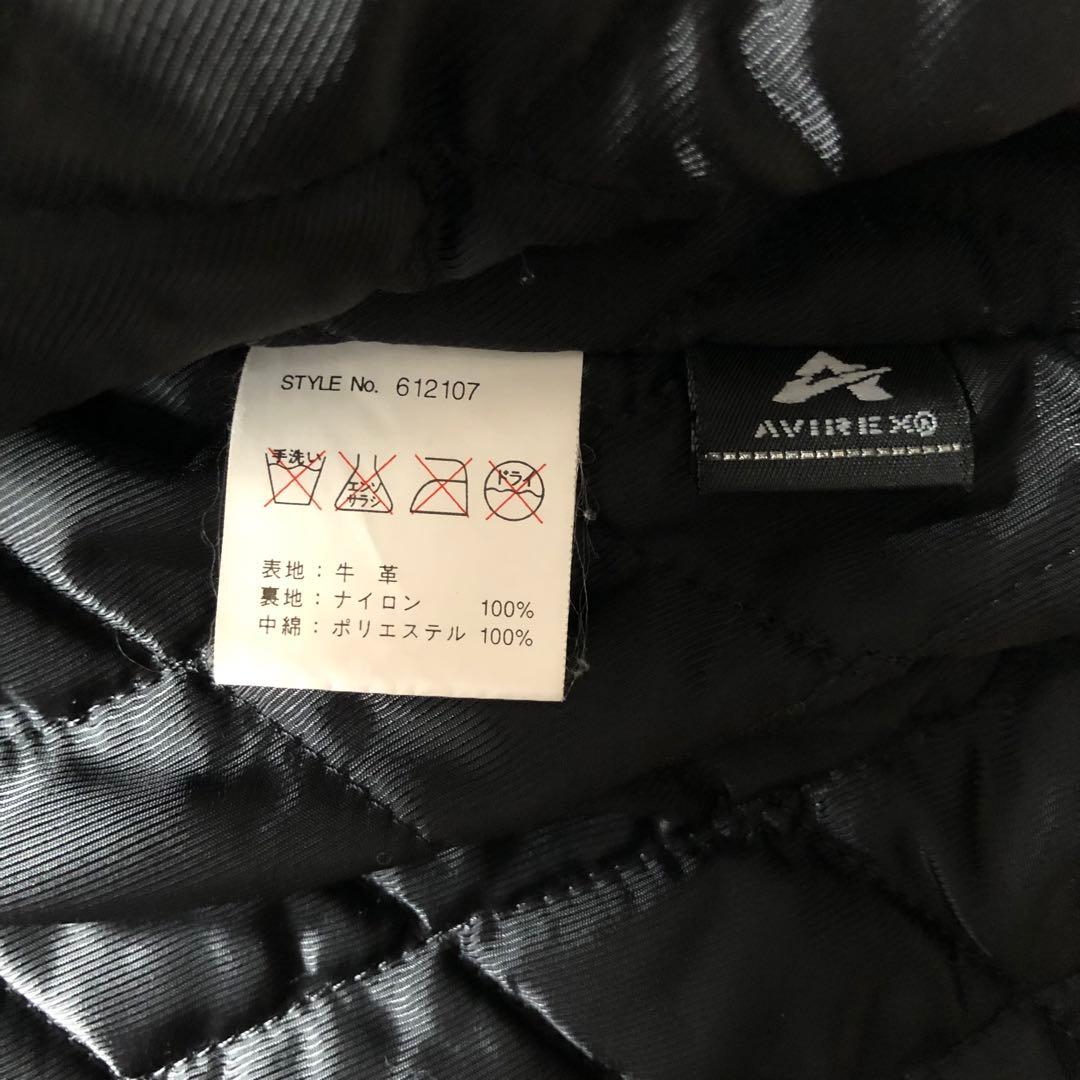 STYLE No. 612107
手洗い
エンソ
サラシ
ドライ
表地：牛 革
裏地：ナイロン 100%
中綿：ポリエステル 100%
AVIREX®